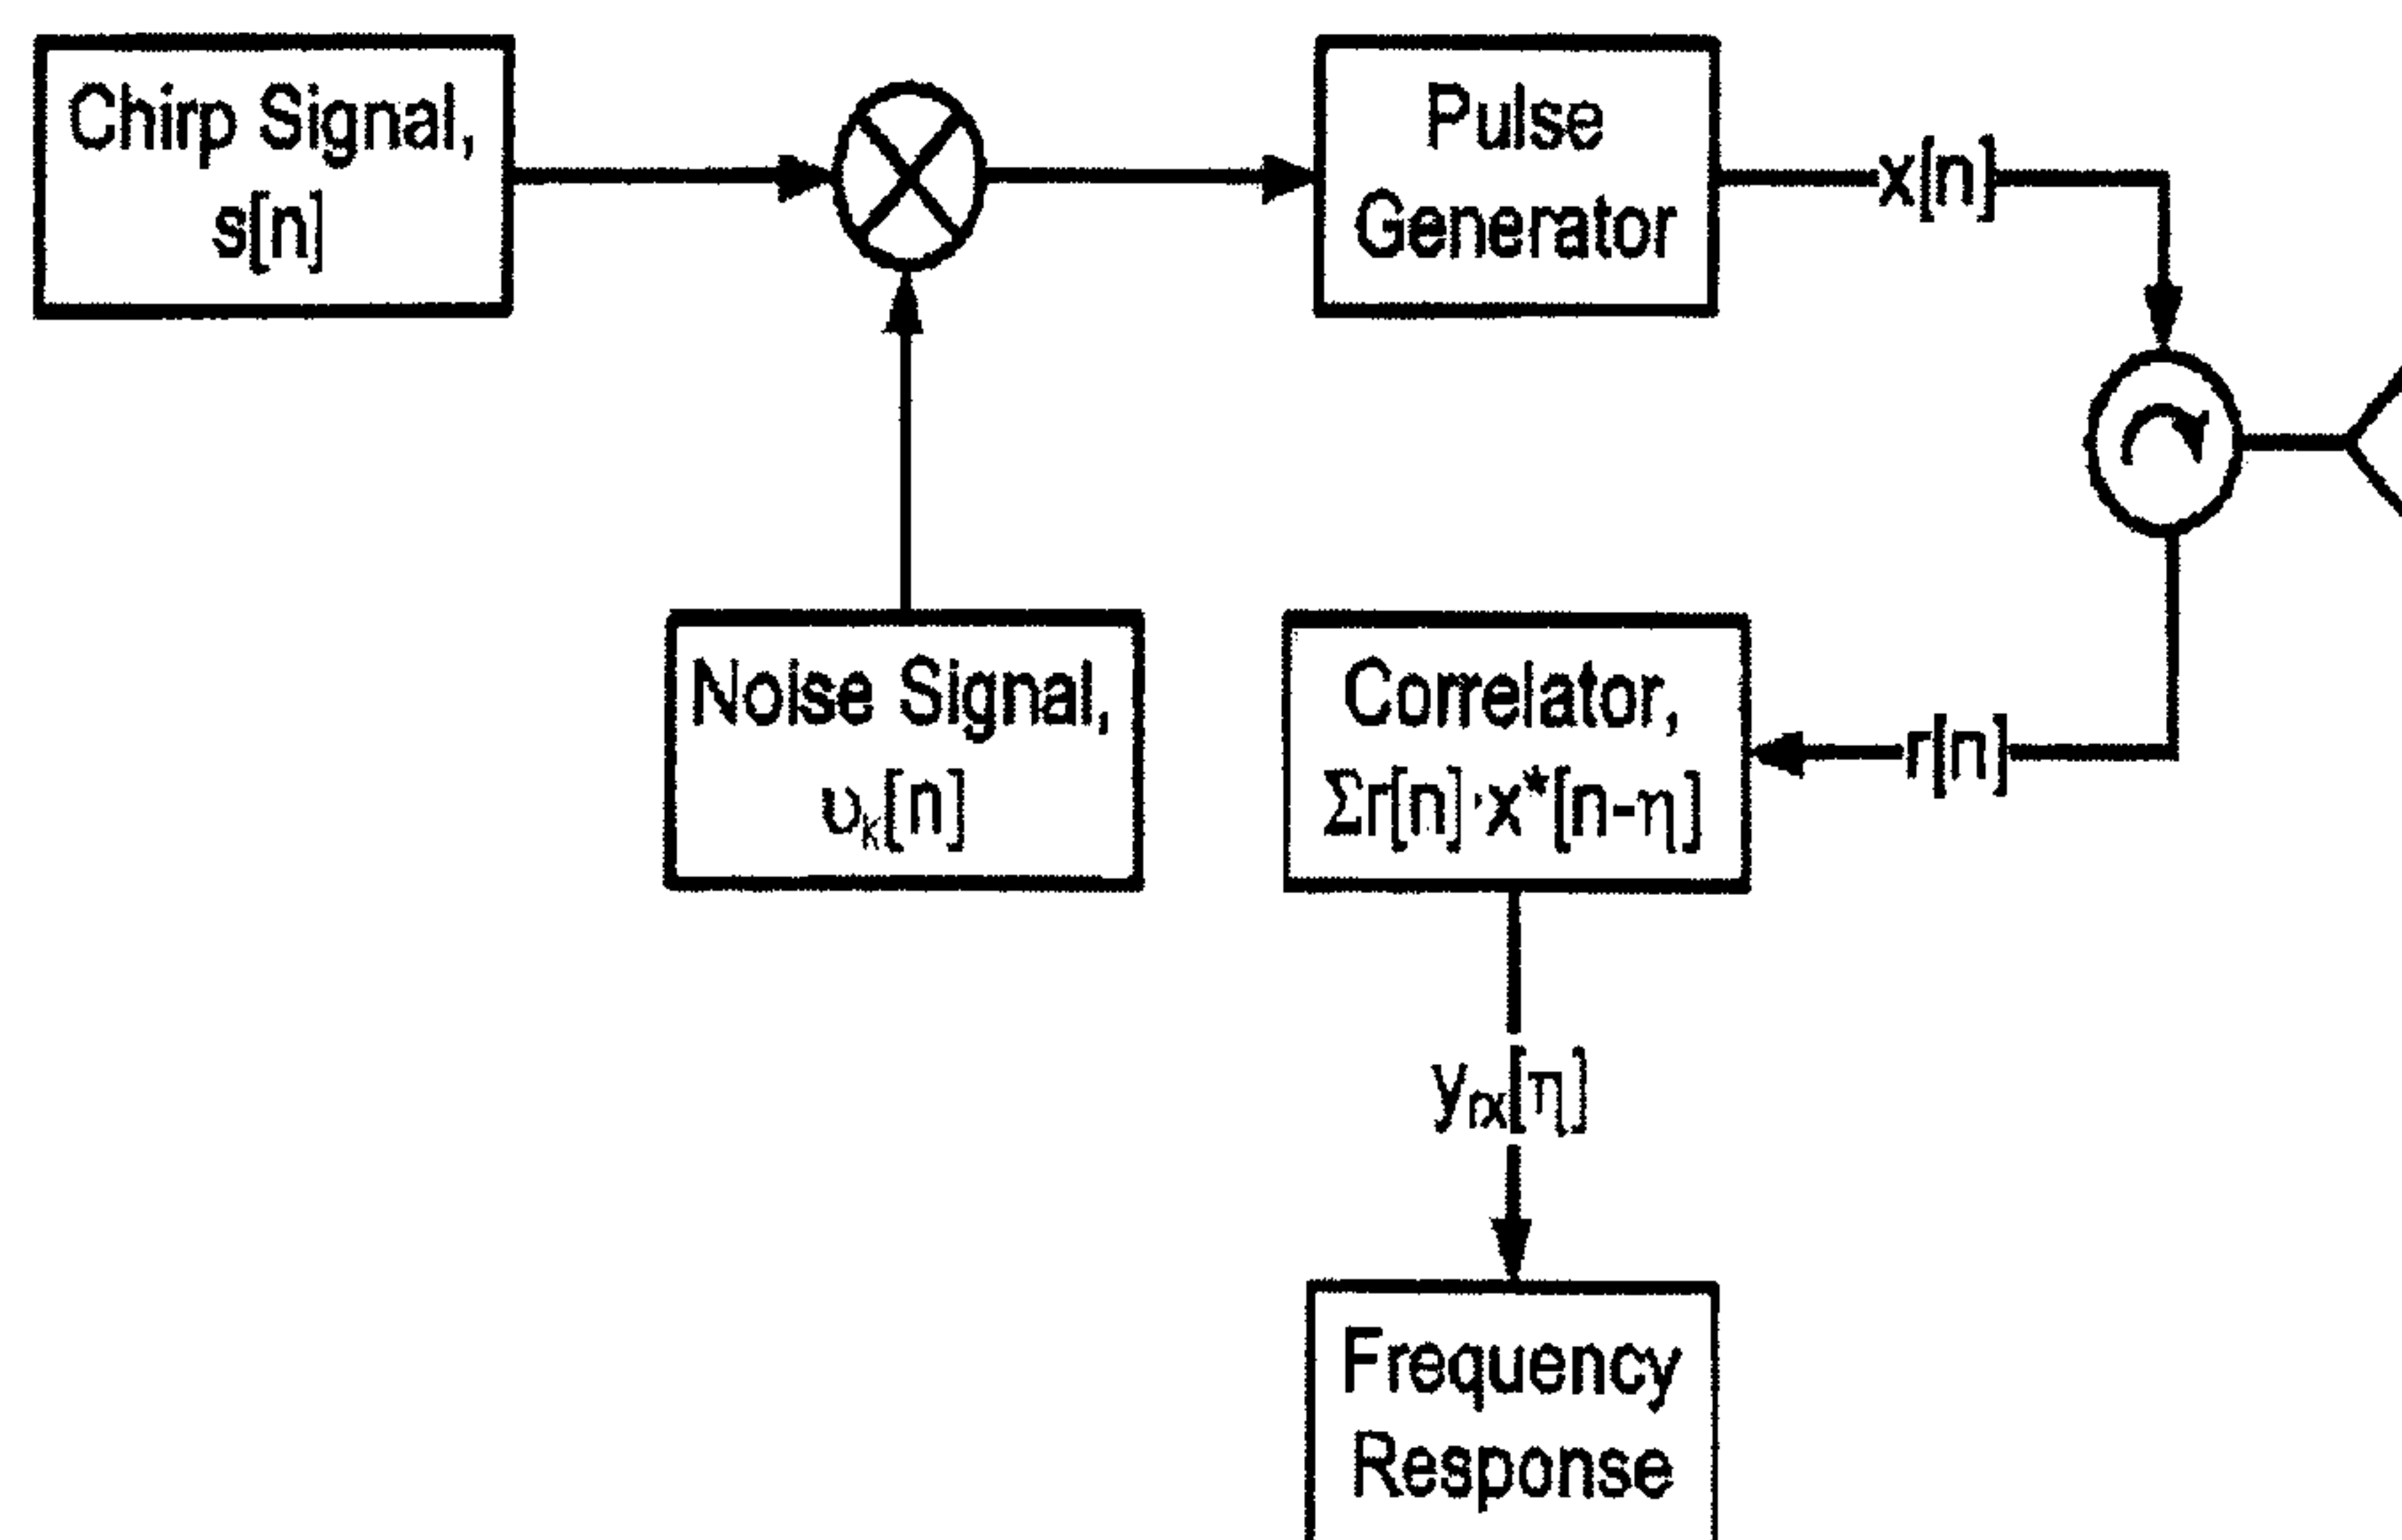 Chirp Signal,
s[n]
Pulse
Generator
x[n]
Noise Signal,
υk[n]
Correlator,
Σr[n]·x*[n-η]
r[n]
yrx[η]
Frequency
Response